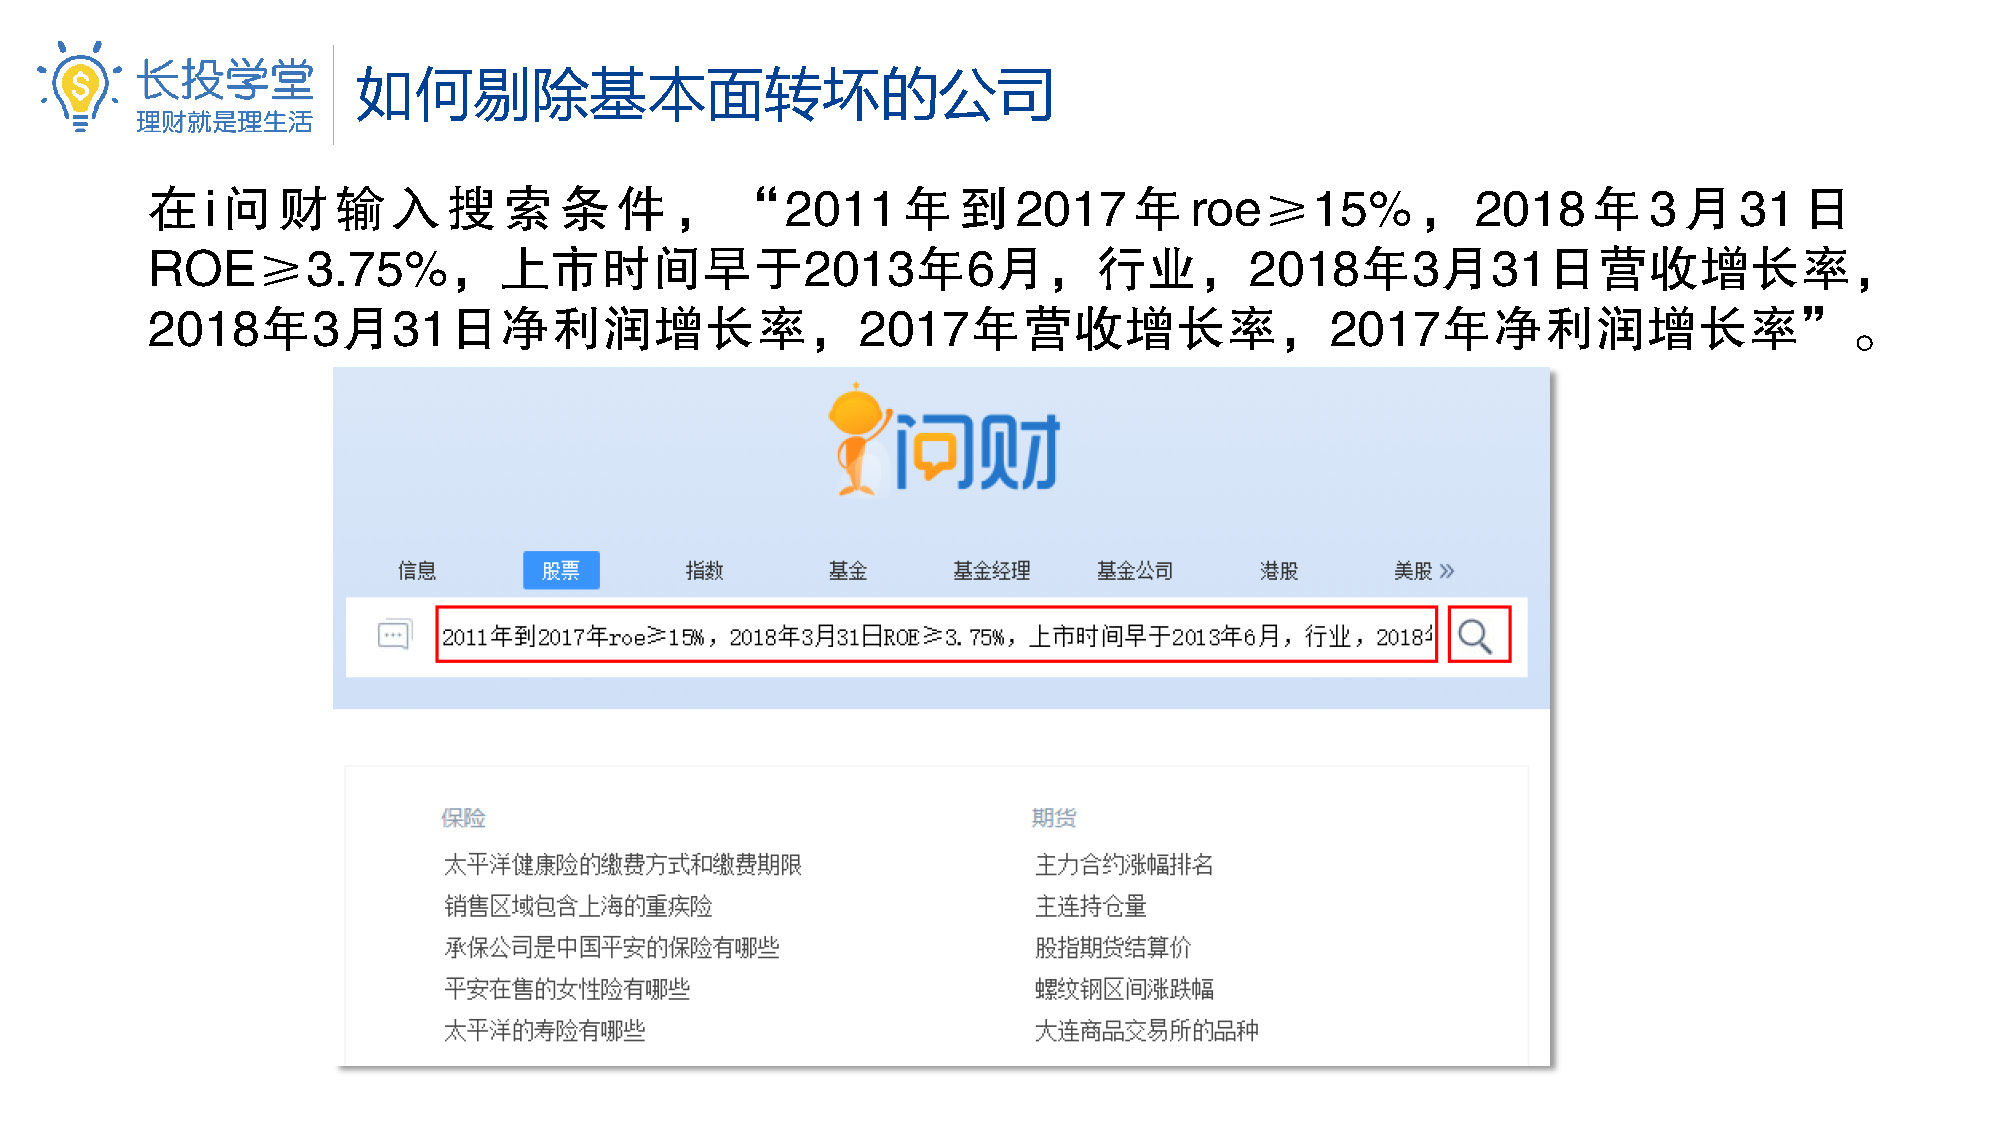 长投学堂
理财就是理生活
如何剔除基本面转坏的公司
在i问财输入搜索条件，“2011年到2017年roe≥15%，2018年3月31日
ROE≥3.75%，上市时间早于2013年6月，行业，2018年3月31日营收增长率，
2018年3月31日净利润增长率，2017年营收增长率，2017年净利润增长率”。
问财
信息 股票 指数 基金 基金经理 基金公司 港股 美股 »
2011年到2017年roe≥15%，2018年3月31日ROE≥3.75%，上市时间早于2013年6月，行业，2018
保险 期货
太平洋健康险的缴费方式和缴费期限 主力合约涨幅排名
销售区域包含上海的重疾险 主连持仓量
承保公司是中国平安的保险有哪些 股指期货结算价
平安在售的女性险有哪些 螺纹钢区间涨跌幅
太平洋的寿险有哪些 大连商品交易所的品种